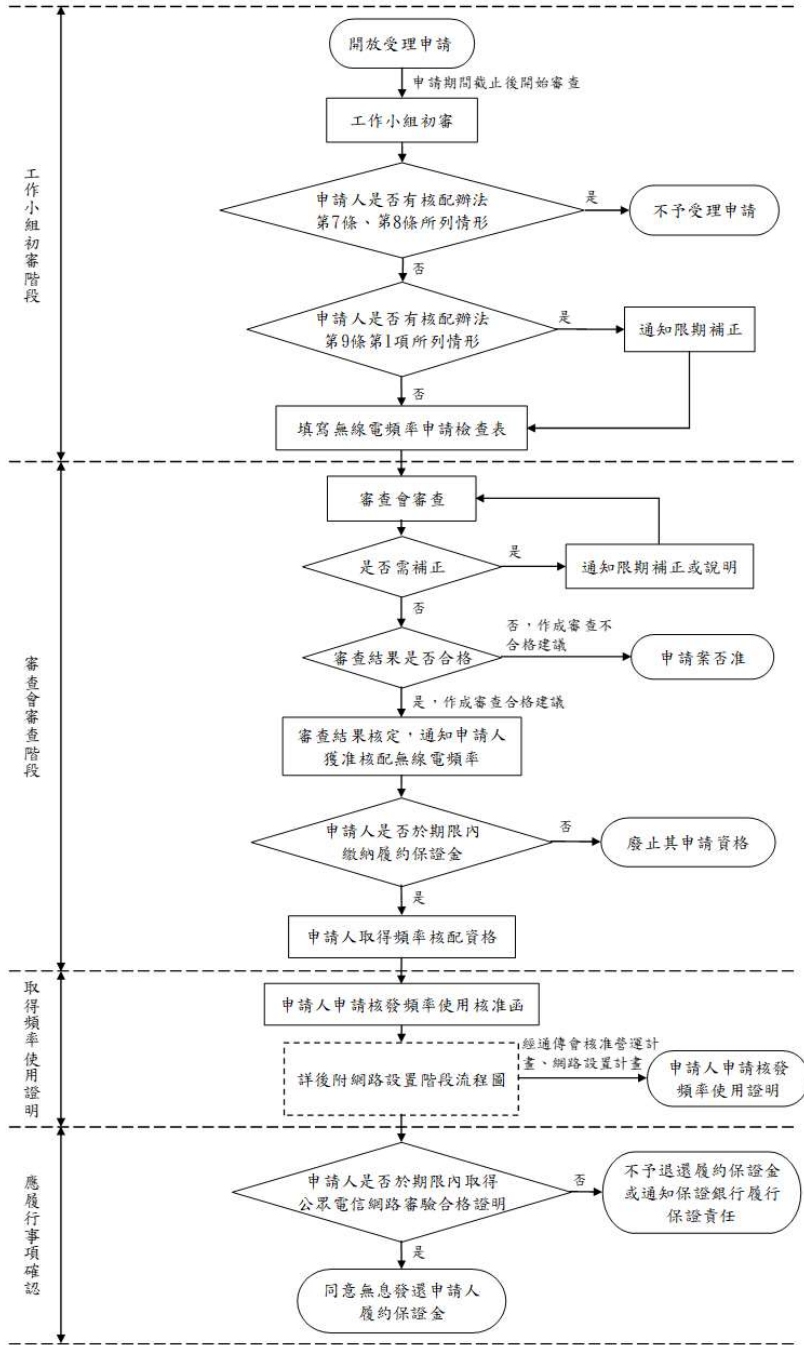 開放受理申請
申請期間截止後開始審查
工作小組初審
申請人是否有核配辦法
第7條、第8條所列情形
是
不予受理申請
否
申請人是否有核配辦法
第9條第1項所列情形
是
通知限期補正
否
填寫無線電頻率申請檢查表
工作小組初審階段
審查會審查
是否需補正
是
通知限期補正或說明
否
審查結果是否合格
否，作成審查不
合格建議
申請案否准
是，作成審查合格建議
審查結果核定，通知申請人
獲准核配無線電頻率
申請人是否於期限內
繳納履約保證金
否
廢止其申請資格
是
申請人取得頻率核配資格
審查會審查階段
申請人申請核發頻率使用核准函
詳後附網路設置階段流程圖
經通傳會核准營運計
畫、網路設置計畫
申請人申請核發
頻率使用證明
取得頻率使用證明
申請人是否於期限內取得
公眾電信網路審驗合格證明
否
不予退還履約保證金
或通知保證銀行履行
保證責任
是
同意無息發還申請人
履約保證金
應履行事項確認